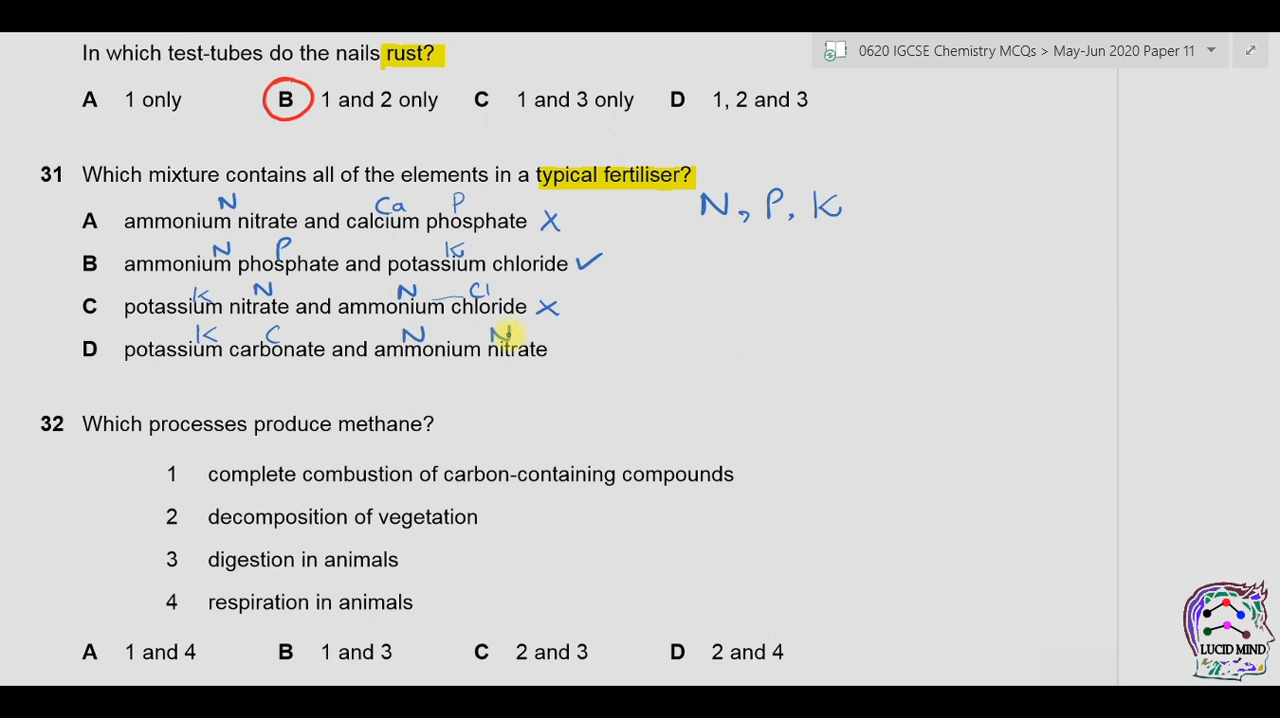 In which test-tubes do the nails rust?
0620 IGCSE Chemistry MCQs > May-Jun 2020 Paper 11
A 1 only B 1 and 2 only C 1 and 3 only D 1, 2 and 3
31 Which mixture contains all of the elements in a typical fertiliser?
N Ca P N, P, K
A ammonium nitrate and calcium phosphate X
N P K
B ammonium phosphate and potassium chloride ✓
K N N Cl
C potassium nitrate and ammonium chloride X
K C N N
D potassium carbonate and ammonium nitrate
32 Which processes produce methane?
1 complete combustion of carbon-containing compounds
2 decomposition of vegetation
3 digestion in animals
4 respiration in animals
A 1 and 4 B 1 and 3 C 2 and 3 D 2 and 4
LUCID MIND